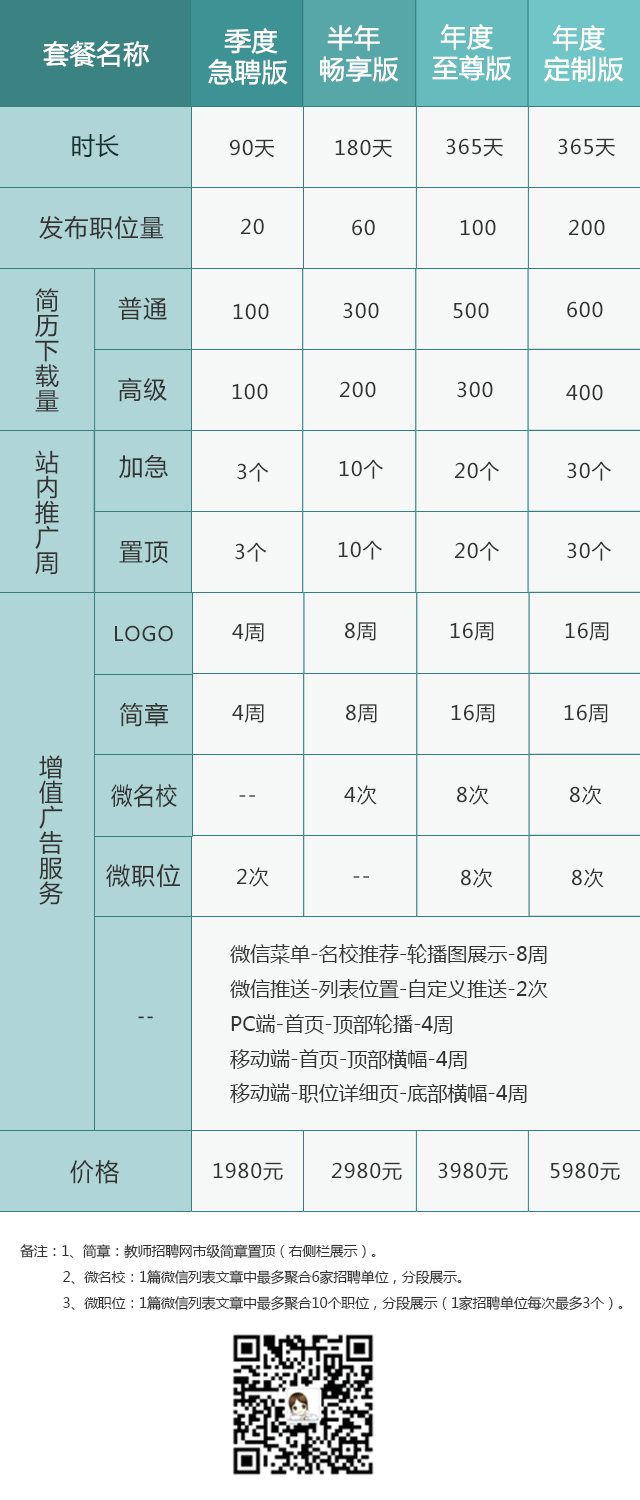 套餐名称 季度急聘版 半年畅享版 年度至尊版 年度定制版
时长 90天 180天 365天 365天
发布职位量 20 60 100 200
简历下载量 普通 100 300 500 600
高级 100 200 300 400
站内推广周 加急 3个 10个 20个 30个
置顶 3个 10个 20个 30个
增值广告服务 LOGO 4周 8周 16周 16周
简章 4周 8周 16周 16周
微名校 -- 4次 8次 8次
微职位 2次 -- 8次 8次
--
微信菜单-名校推荐-轮播图展示-8周
微信推送-列表位置-自定义推送-2次
PC端-首页-顶部轮播-4周
移动端-首页-顶部横幅-4周
移动端-职位详细页-底部横幅-4周
价格 1980元 2980元 3980元 5980元
备注：1、简章：教师招聘网市级简章置顶（右侧栏展示）。
2、微名校：1篇微信列表文章中最多聚合6家招聘单位，分段展示。
3、微职位：1篇微信列表文章中最多聚合10个职位，分段展示（1家招聘单位每次最多3个）。